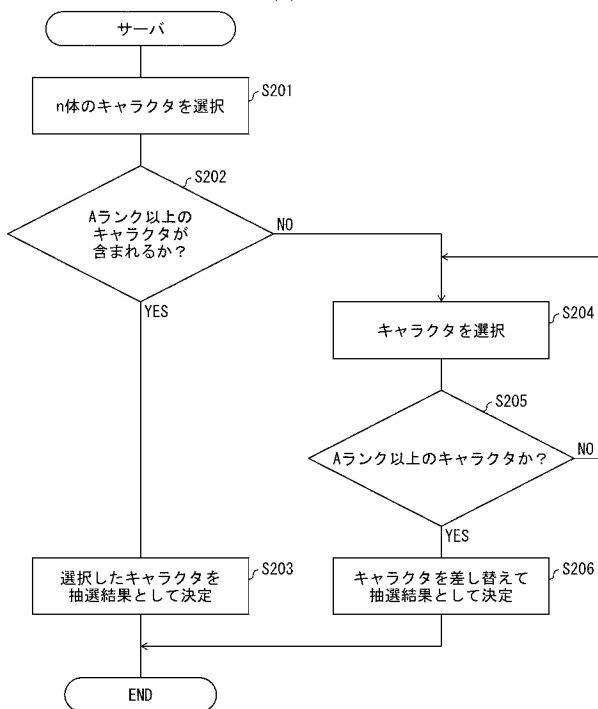 サーバ
n体のキャラクタを選択
S201
S202
Aランク以上の
キャラクタが
含まれるか？
NO
YES
キャラクタを選択
S204
S205
Aランク以上のキャラクタか？
NO
YES
選択したキャラクタを
抽選結果として決定
S203
キャラクタを差し替えて
抽選結果として決定
S206
END